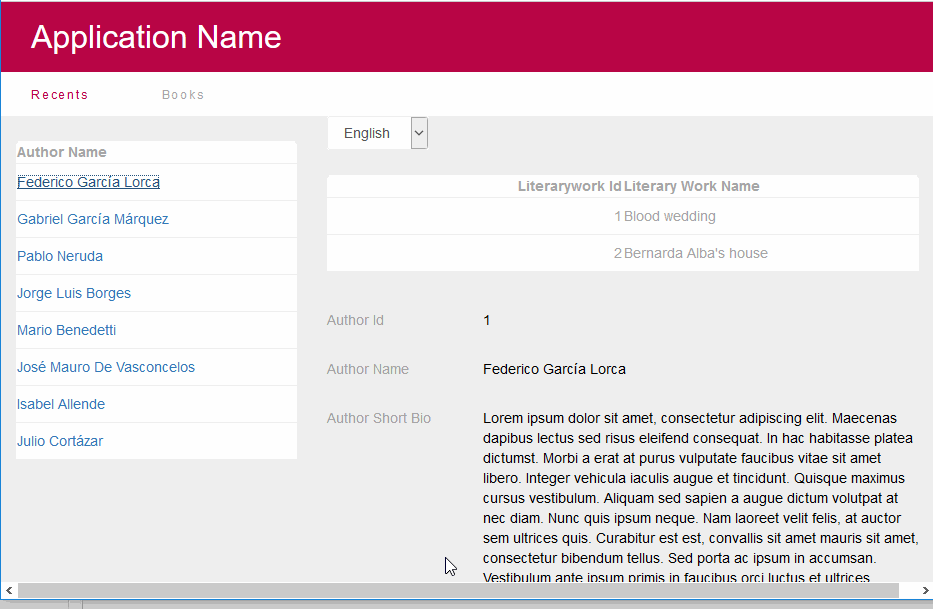 Application Name
Recents Books
English
Author Name
Federico García Lorca
Gabriel García Márquez
Pablo Neruda
Jorge Luis Borges
Mario Benedetti
José Mauro De Vasconcelos
Isabel Allende
Julio Cortázar
Literarywork Id Literary Work Name
1 Blood wedding
2 Bernarda Alba's house
Author Id 1
Author Name Federico García Lorca
Author Short Bio Lorem ipsum dolor sit amet, consectetur adipiscing elit. Maecenas
dapibus lectus sed risus eleifend consequat. In hac habitasse platea
dictumst. Morbi a erat at purus vulputate faucibus vitae sit amet
libero. Integer vehicula iaculis augue et tincidunt. Quisque maximus
cursus vestibulum. Aliquam sed sapien a augue dictum volutpat at
nec diam. Nunc quis ipsum neque. Nam laoreet velit felis, at auctor
sem ultrices quis. Curabitur est est, convallis sit amet mauris sit amet,
consectetur bibendum tellus. Sed porta ac ipsum in accumsan.
Vestibulum ante ipsum primis in faucibus orci luctus et ultrices